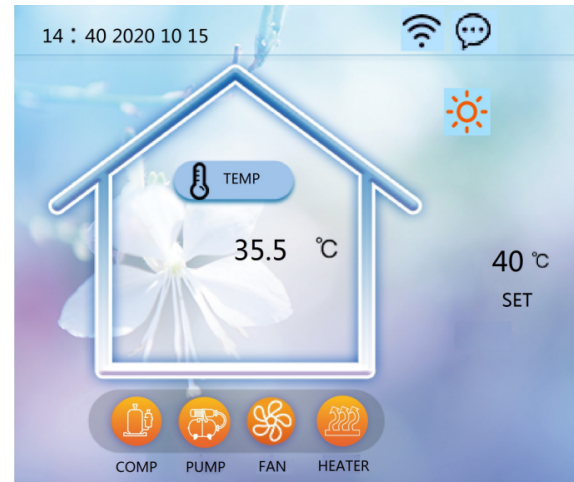 14：40 2020 10 15
TEMP
35.5 ℃
40 ℃
SET
COMP PUMP FAN HEATER